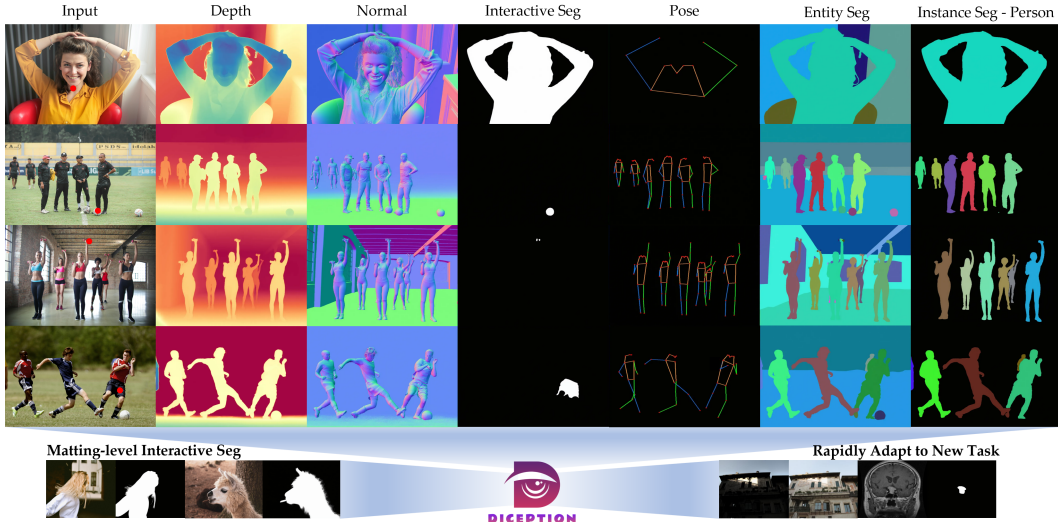 Input Depth Normal Interactive Seg Pose Entity Seg Instance Seg - Person
Matting-level Interactive Seg
Rapidly Adapt to New Task
DICEPTION